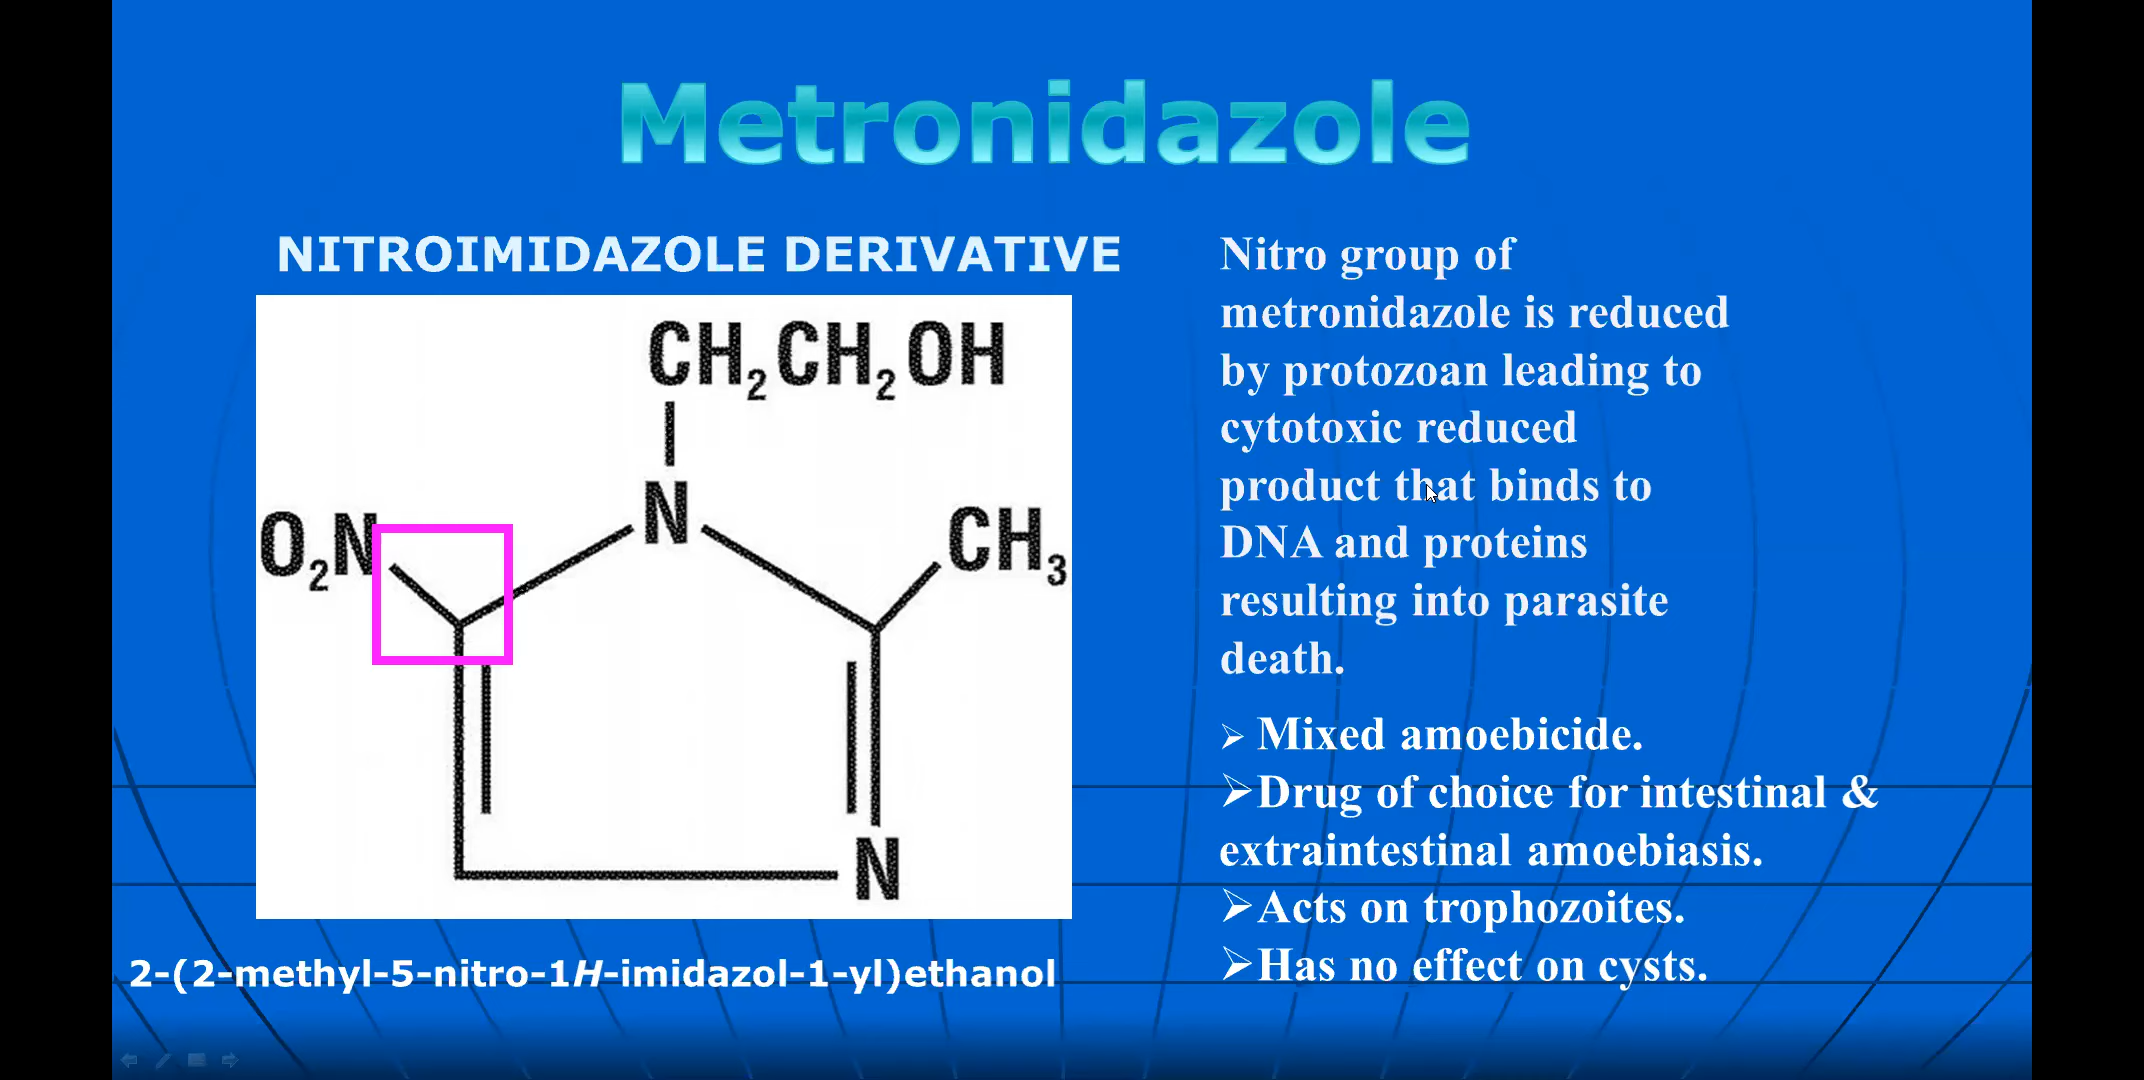 Metronidazole
NITROIMIDAZOLE DERIVATIVE
CH₂CH₂OH
N
O₂N
CH₃
N
2-(2-methyl-5-nitro-1H-imidazol-1-yl)ethanol
Nitro group of
metronidazole is reduced
by protozoan leading to
cytotoxic reduced
product that binds to
DNA and proteins
resulting into parasite
death.
➢ Mixed amoebicide.
➢Drug of choice for intestinal &
extraintestinal amoebiasis.
➢Acts on trophozoites.
➢Has no effect on cysts.